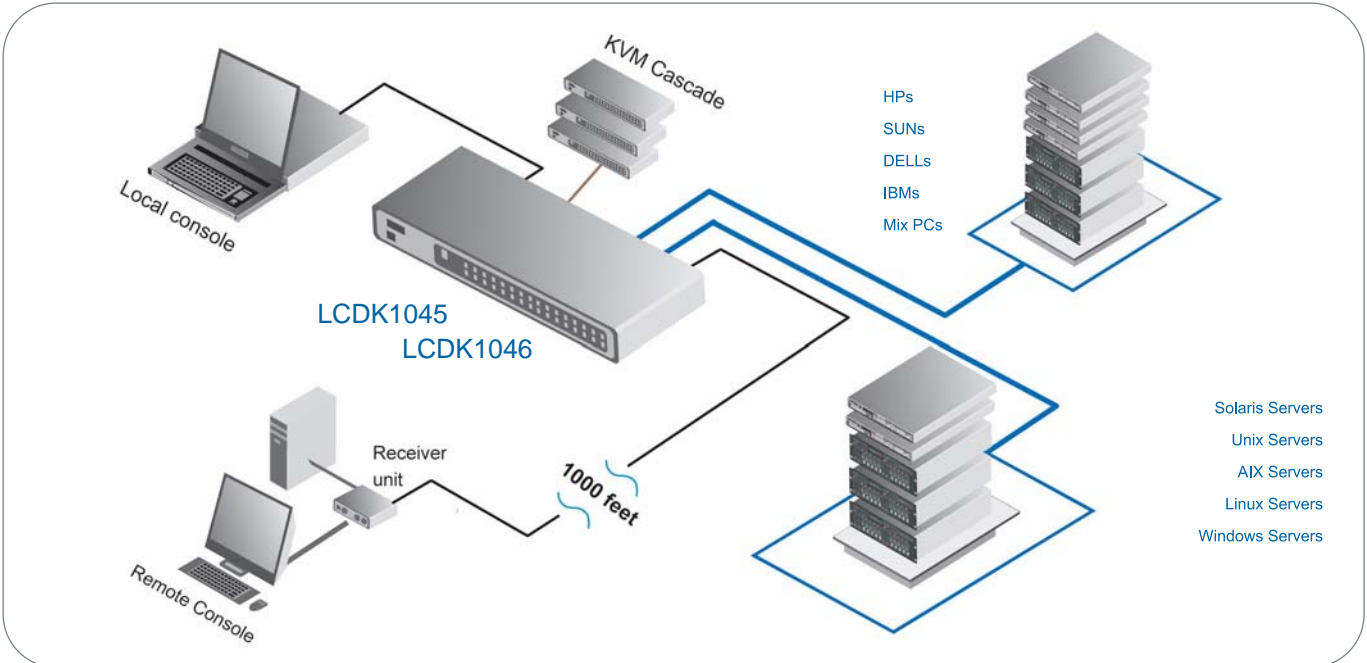 KVM Cascade
HPs
SUNs
DELLs
IBMs
Mix PCs
Local console
LCDK1045
LCDK1046
Receiver
unit
1000 feet
Remote Console
Solaris Servers
Unix Servers
AIX Servers
Linux Servers
Windows Servers